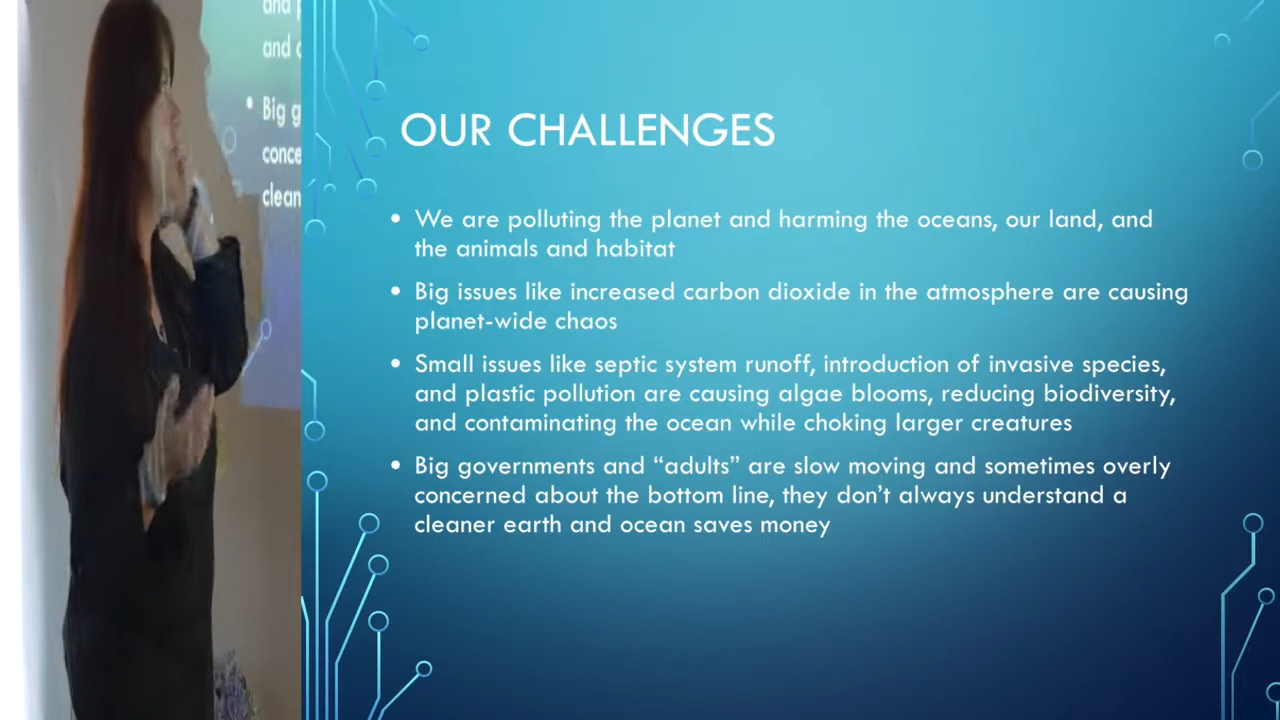 and
and
• Big
conce
clean
OUR CHALLENGES
• We are polluting the planet and harming the oceans, our land, and
the animals and habitat
• Big issues like increased carbon dioxide in the atmosphere are causing
planet-wide chaos
• Small issues like septic system runoff, introduction of invasive species,
and plastic pollution are causing algae blooms, reducing biodiversity,
and contaminating the ocean while choking larger creatures
• Big governments and “adults” are slow moving and sometimes overly
concerned about the bottom line, they don’t always understand a
cleaner earth and ocean saves money